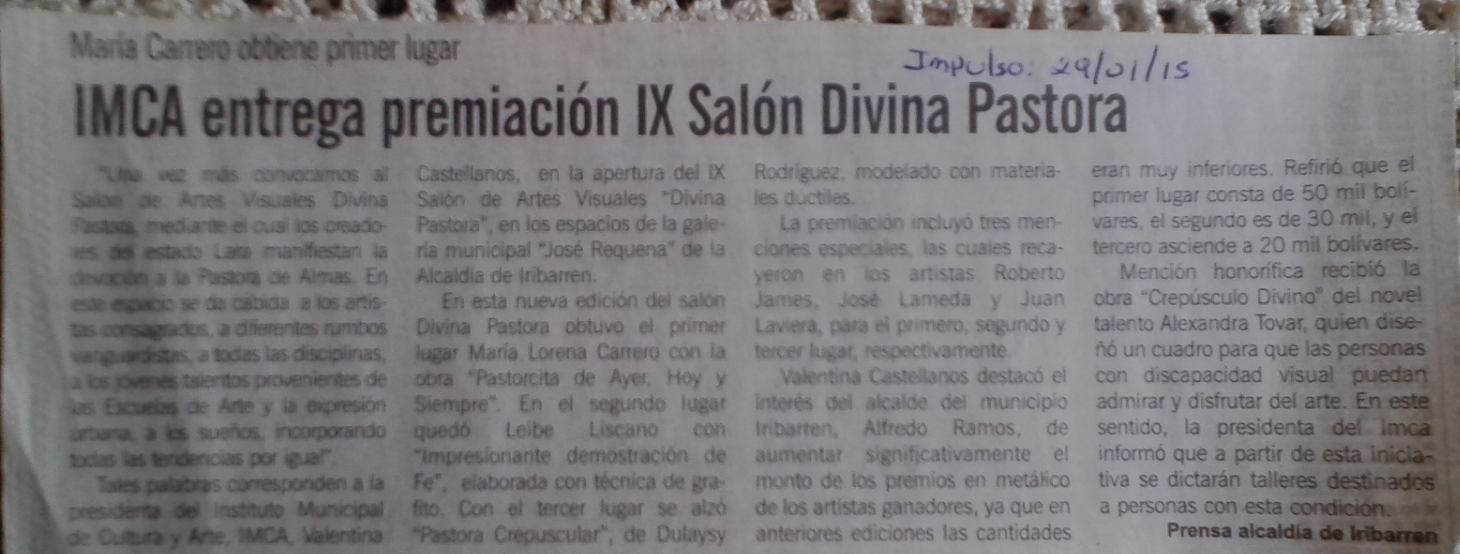 María Carrero obtiene primer lugar
Impulso: 29/01/15
IMCA entrega premiación IX Salón Divina Pastora
"Una vez más convocamos al
Salón de Artes Visuales Divina
Pastora, mediante el cual los creado-
res, del estado Lara manifiestan la
devoción a la Pastora de Almas. En
este espacio se da cabida a los artis-
tas consagrados, a diferentes rumbos
vanguardistas, a todas las disciplinas,
a los jóvenes talentos provenientes de
las Escuelas de Arte y la expresión
urbana, a los sueños, incorporando
todas las tendencias por igual".
Tales palabras corresponden a la
presidenta del Instituto Municipal
de Cultura y Arte, IMCA, Valentina
Castellanos, en la apertura del IX
Salón de Artes Visuales "Divina
Pastora", en los espacios de la gale-
ría municipal "José Requena" de la
Alcaldía de Iribarren.
En esta nueva edición del salón
Divina Pastora obtuvo el primer
lugar María Lorena Carrero con la
obra "Pastorcita de Ayer, Hoy y
Siempre". En el segundo lugar
quedó Leibe Liscano con
"Impresionante demostración de
Fe", elaborada con técnica de gra-
fito. Con el tercer lugar se alzó
"Pastora Crepuscular", de Dulaysy
Rodríguez, modelado con materia-
les dúctiles.
La premiación incluyó tres men-
ciones especiales, las cuales reca-
yeron en los artistas Roberto
James, José Lameda y Juan
Laviera, para el primero, segundo y
tercer lugar, respectivamente.
Valentina Castellanos destacó el
interés del alcalde del municipio
Iribarren, Alfredo Ramos, de
aumentar significativamente el
monto de los premios en metálico
de los artistas ganadores, ya que en
anteriores ediciones las cantidades
eran muy inferiores. Refirió que el
primer lugar consta de 50 mil bolí-
vares, el segundo es de 30 mil, y el
tercero asciende a 20 mil bolívares.
Mención honorífica recibió la
obra "Crepúsculo Divino" del novel
talento Alexandra Tovar, quien dise-
ñó un cuadro para que las personas
con discapacidad visual puedan
admirar y disfrutar del arte. En este
sentido, la presidenta del Imca
informó que a partir de esta inicia-
tiva se dictarán talleres destinados
a personas con esta condición.
Prensa alcaldía de Iribarren